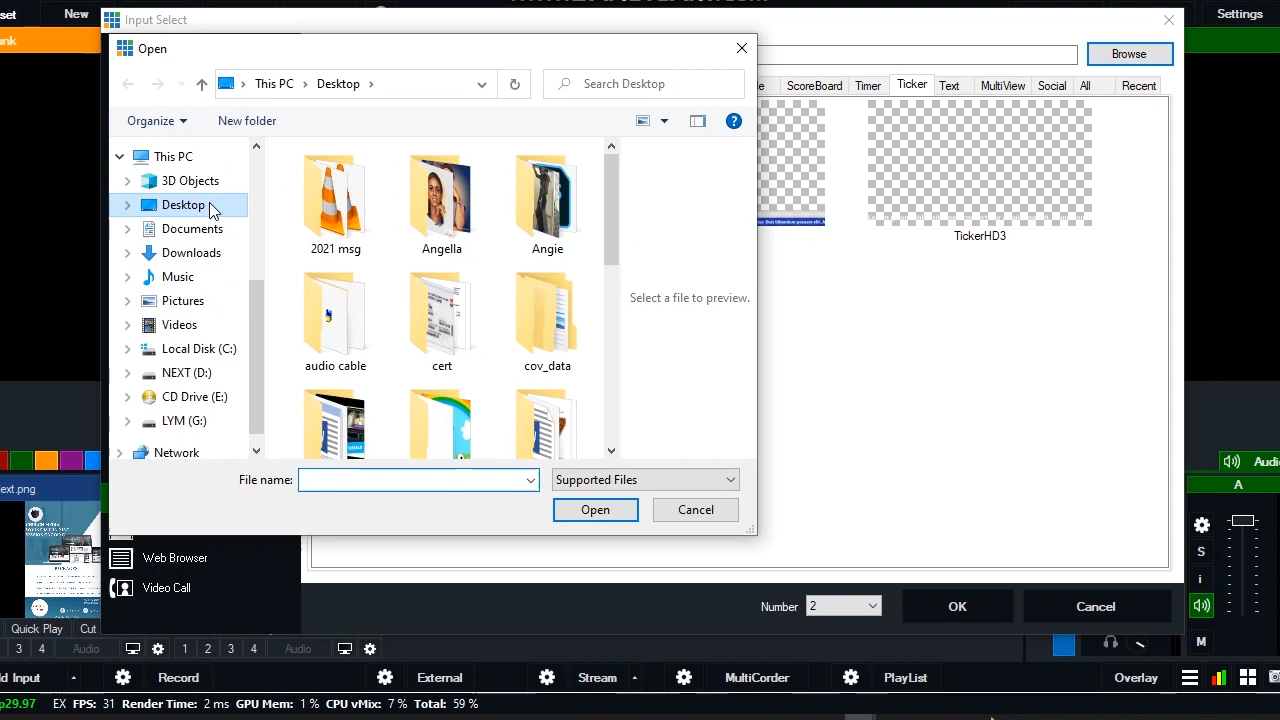 New
Input Select
Settings
Open
Browse
This PC
Desktop
Search Desktop
ScoreBoard
Timer
Ticker
Text
MultiView
Social
All
Recent
Organize
New folder
This PC
3D Objects
Desktop
Documents
Downloads
Music
Pictures
Videos
Local Disk (C:)
NEXT (D:)
CD Drive (E:)
LYM (G:)
Network
2021 msg
Angella
Angie
audio cable
cert
cov_data
Select a file to preview.
TickerHD3
File name:
Supported Files
Open
Cancel
A
ext.png
S
i
Web Browser
Video Call
Number
2
OK
Cancel
Quick Play
Cut
M
3
4
Audio
1
2
3
4
Audio
Record
External
Stream
MultiCorder
PlayList
Overlay
p29.97
EX
FPS: 31
Render Time: 2 ms
GPU Mem: 1 %
CPU vMix: 7 %
Total: 59 %